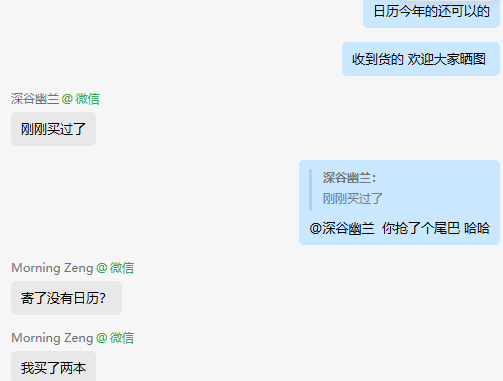 日历今年的还可以的
收到货的 欢迎大家晒图
深谷幽兰@微信
刚刚买过了
深谷幽兰:
刚刚买过了
@深谷幽兰 你抢了个尾巴 哈哈
Morning Zeng@微信
寄了没有日历?
Morning Zeng@微信
我买了两本